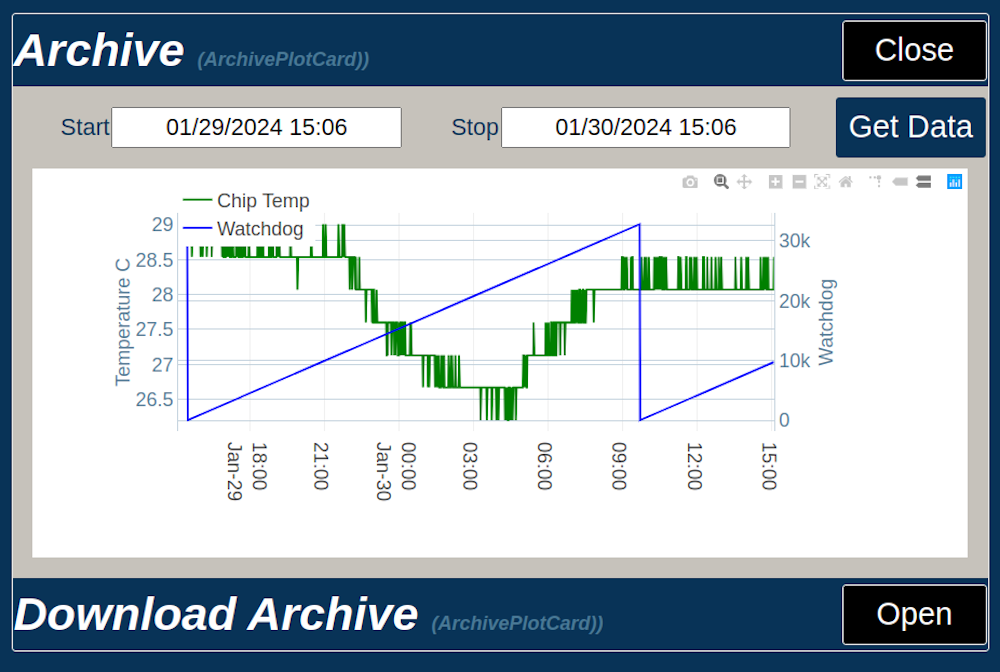 Archive (ArchivePlotCard))
Close
Start 01/29/2024 15:06 Stop 01/30/2024 15:06 Get Data
Chip Temp
Watchdog
29
28.5
28
27.5
27
26.5
Temperature C
30k
20k
10k
0
Watchdog
18:00
Jan-29
21:00
00:00
Jan-30
03:00
06:00
09:00
12:00
15:00
Download Archive (ArchivePlotCard))
Open